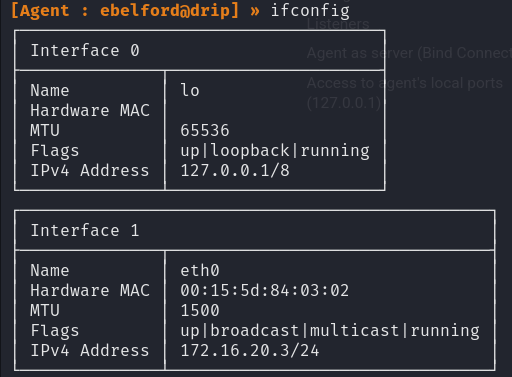 [Agent : ebelford@drip] » ifconfig
Listeners
Interface 0
Agent as server (Bind Connect
Name lo
Access to agent's local ports
Hardware MAC
(127.0.0.1)
MTU 65536
Flags up|loopback|running
IPv4 Address 127.0.0.1/8
Interface 1
Name eth0
Hardware MAC 00:15:5d:84:03:02
MTU 1500
Flags up|broadcast|multicast|running
IPv4 Address 172.16.20.3/24